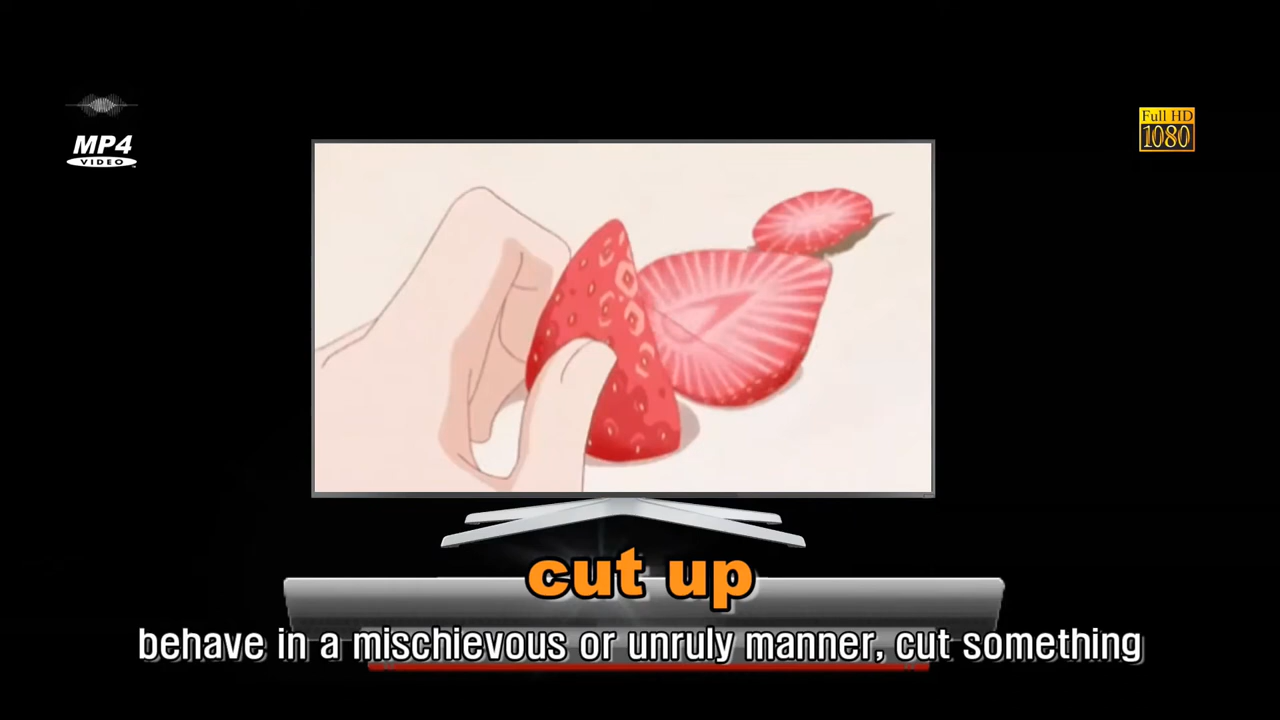 MP4
VIDEO
Full HD
1080
cut up
behave in a mischievous or unruly manner, cut something